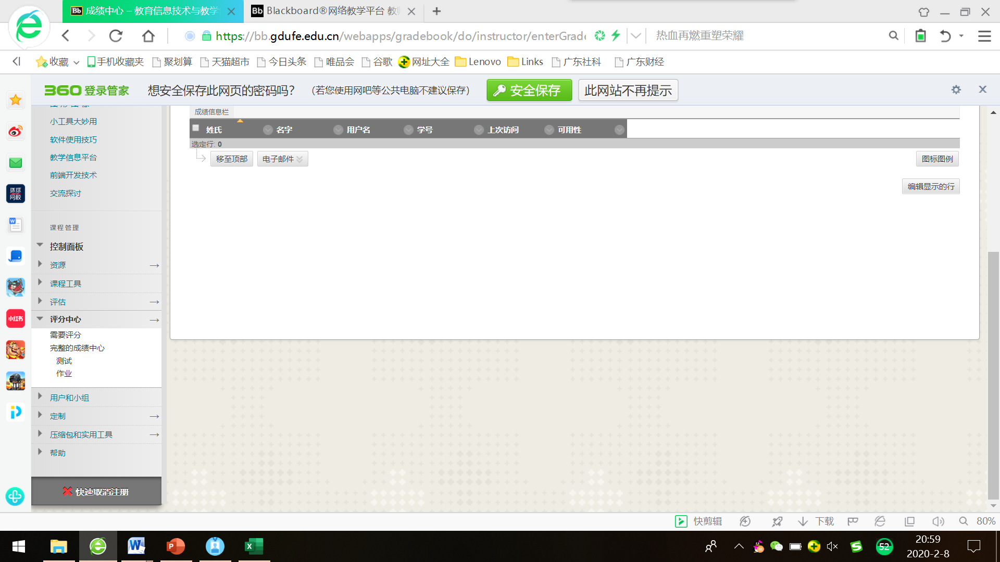 成绩中心 – 教育信息技术与教学
Blackboard®网络教学平台 教
https://bb.gdufe.edu.cn/webapps/gradebook/do/instructor/enterGrade
热血再燃重塑荣耀
收藏
手机收藏夹
聚划算
天猫超市
今日头条
唯品会
谷歌
网址大全
Lenovo
Links
广东社科
广东财经
360登录管家
想安全保存此网页的密码吗?
（若您使用网吧等公共电脑不建议保存）
安全保存
此网站不再提示
小工具大妙用
软件使用技巧
教学信息平台
前端开发技术
交流探讨
课程管理
控制面板
资源
课程工具
评估
评分中心
需要评分
完整的成绩中心
测试
作业
用户和小组
定制
压缩包和实用工具
帮助
快速取消注册
成绩信息栏
姓氏
名字
用户名
学号
上次访问
可用性
选定行: 0
移至顶部
电子邮件
图标图例
编辑显示的行
环球
网校
小红书
快剪辑
下载
80%
52
20:59
2020-2-8